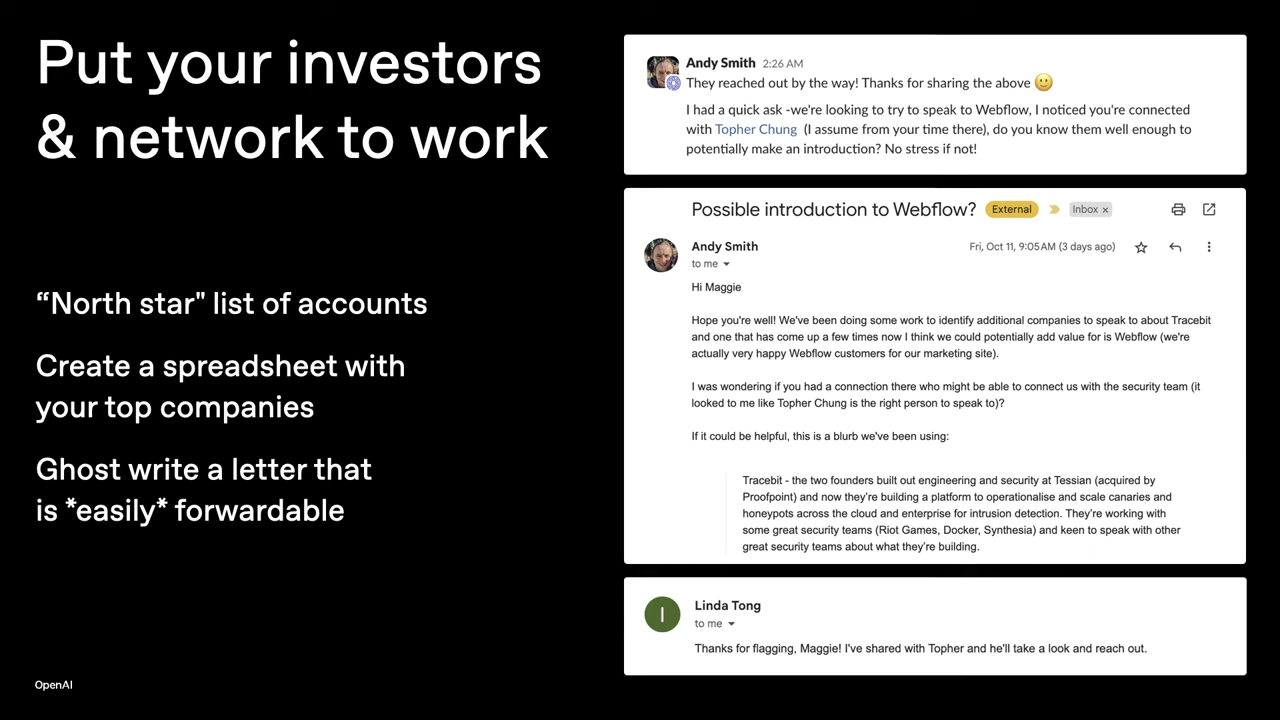 Put your investors
& network to work
“North star" list of accounts
Create a spreadsheet with
your top companies
Ghost write a letter that
is *easily* forwardable
OpenAI
Andy Smith 2:26 AM
They reached out by the way! Thanks for sharing the above 🙂
I had a quick ask -we're looking to try to speak to Webflow, I noticed you're connected
with Topher Chung (I assume from your time there), do you know them well enough to
potentially make an introduction? No stress if not!
Possible introduction to Webflow? External Inbox x
Andy Smith Fri, Oct 11, 9:05 AM (3 days ago)
to me
Hi Maggie
Hope you're well! We've been doing some work to identify additional companies to speak to about Tracebit
and one that has come up a few times now I think we could potentially add value for is Webflow (we're
actually very happy Webflow customers for our marketing site).
I was wondering if you had a connection there who might be able to connect us with the security team (it
looked to me like Topher Chung is the right person to speak to)?
If it could be helpful, this is a blurb we've been using:
Tracebit - the two founders built out engineering and security at Tessian (acquired by
Proofpoint) and now they're building a platform to operationalise and scale canaries and
honeypots across the cloud and enterprise for intrusion detection. They're working with
some great security teams (Riot Games, Docker, Synthesia) and keen to speak with other
great security teams about what they're building.
l
Linda Tong
to me
Thanks for flagging, Maggie! I've shared with Topher and he'll take a look and reach out.